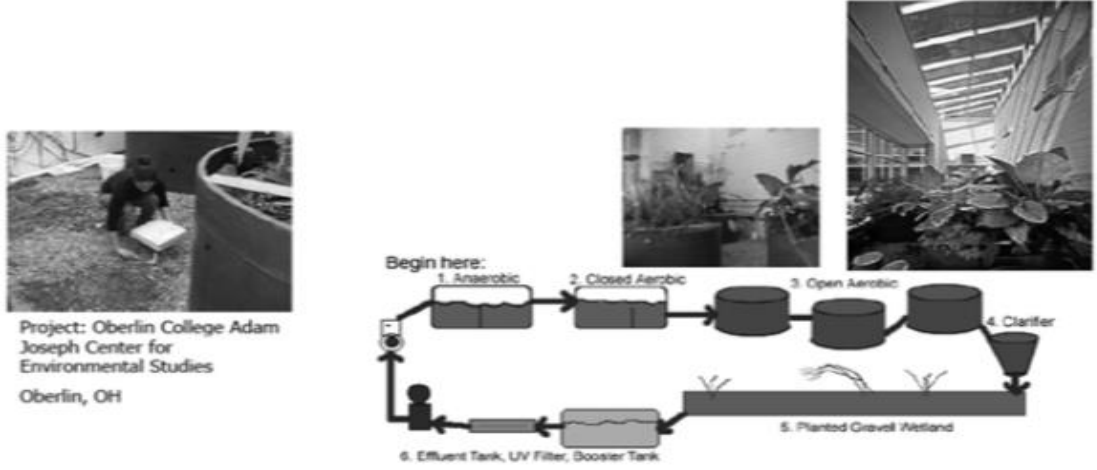 Project: Oberlin College Adam
Joseph Center for
Environmental Studies
Oberlin, OH
Begin here:
1. Anaerobic
2. Closed Aerobic
3. Open Aerobic
4. Clarifier
5. Planted Gravell Wetland
6. Effluent Tank, UV Filter, Booster Tank